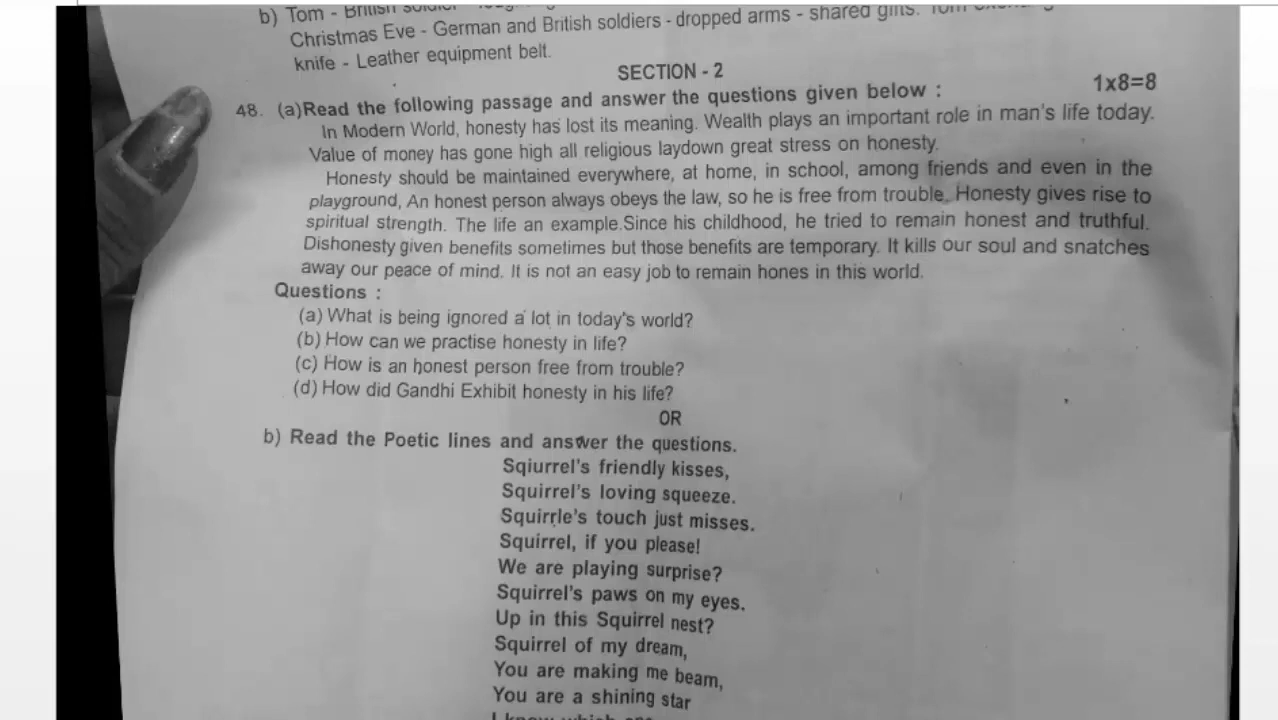 b) Tom - British soldier
Christmas Eve - German and British soldiers - dropped arms - shared gifts. Tom
knife - Leather equipment belt.
SECTION - 2
48. (a)Read the following passage and answer the questions given below : 1x8=8
In Modern World, honesty has lost its meaning. Wealth plays an important role in man's life today.
Value of money has gone high all religious laydown great stress on honesty.
Honesty should be maintained everywhere, at home, in school, among friends and even in the
playground, An honest person always obeys the law, so he is free from trouble. Honesty gives rise to
spiritual strength. The life an example.Since his childhood, he tried to remain honest and truthful.
Dishonesty given benefits sometimes but those benefits are temporary. It kills our soul and snatches
away our peace of mind. It is not an easy job to remain hones in this world.
Questions :
(a) What is being ignored a lot in today's world?
(b) How can we practise honesty in life?
(c) How is an honest person free from trouble?
(d) How did Gandhi Exhibit honesty in his life?
OR
b) Read the Poetic lines and answer the questions.
Sqiurrel's friendly kisses,
Squirrel's loving squeeze.
Squirrle's touch just misses.
Squirrel, if you please!
We are playing surprise?
Squirrel's paws on my eyes.
Up in this Squirrel nest?
Squirrel of my dream,
You are making me beam,
You are a shining star
I know which